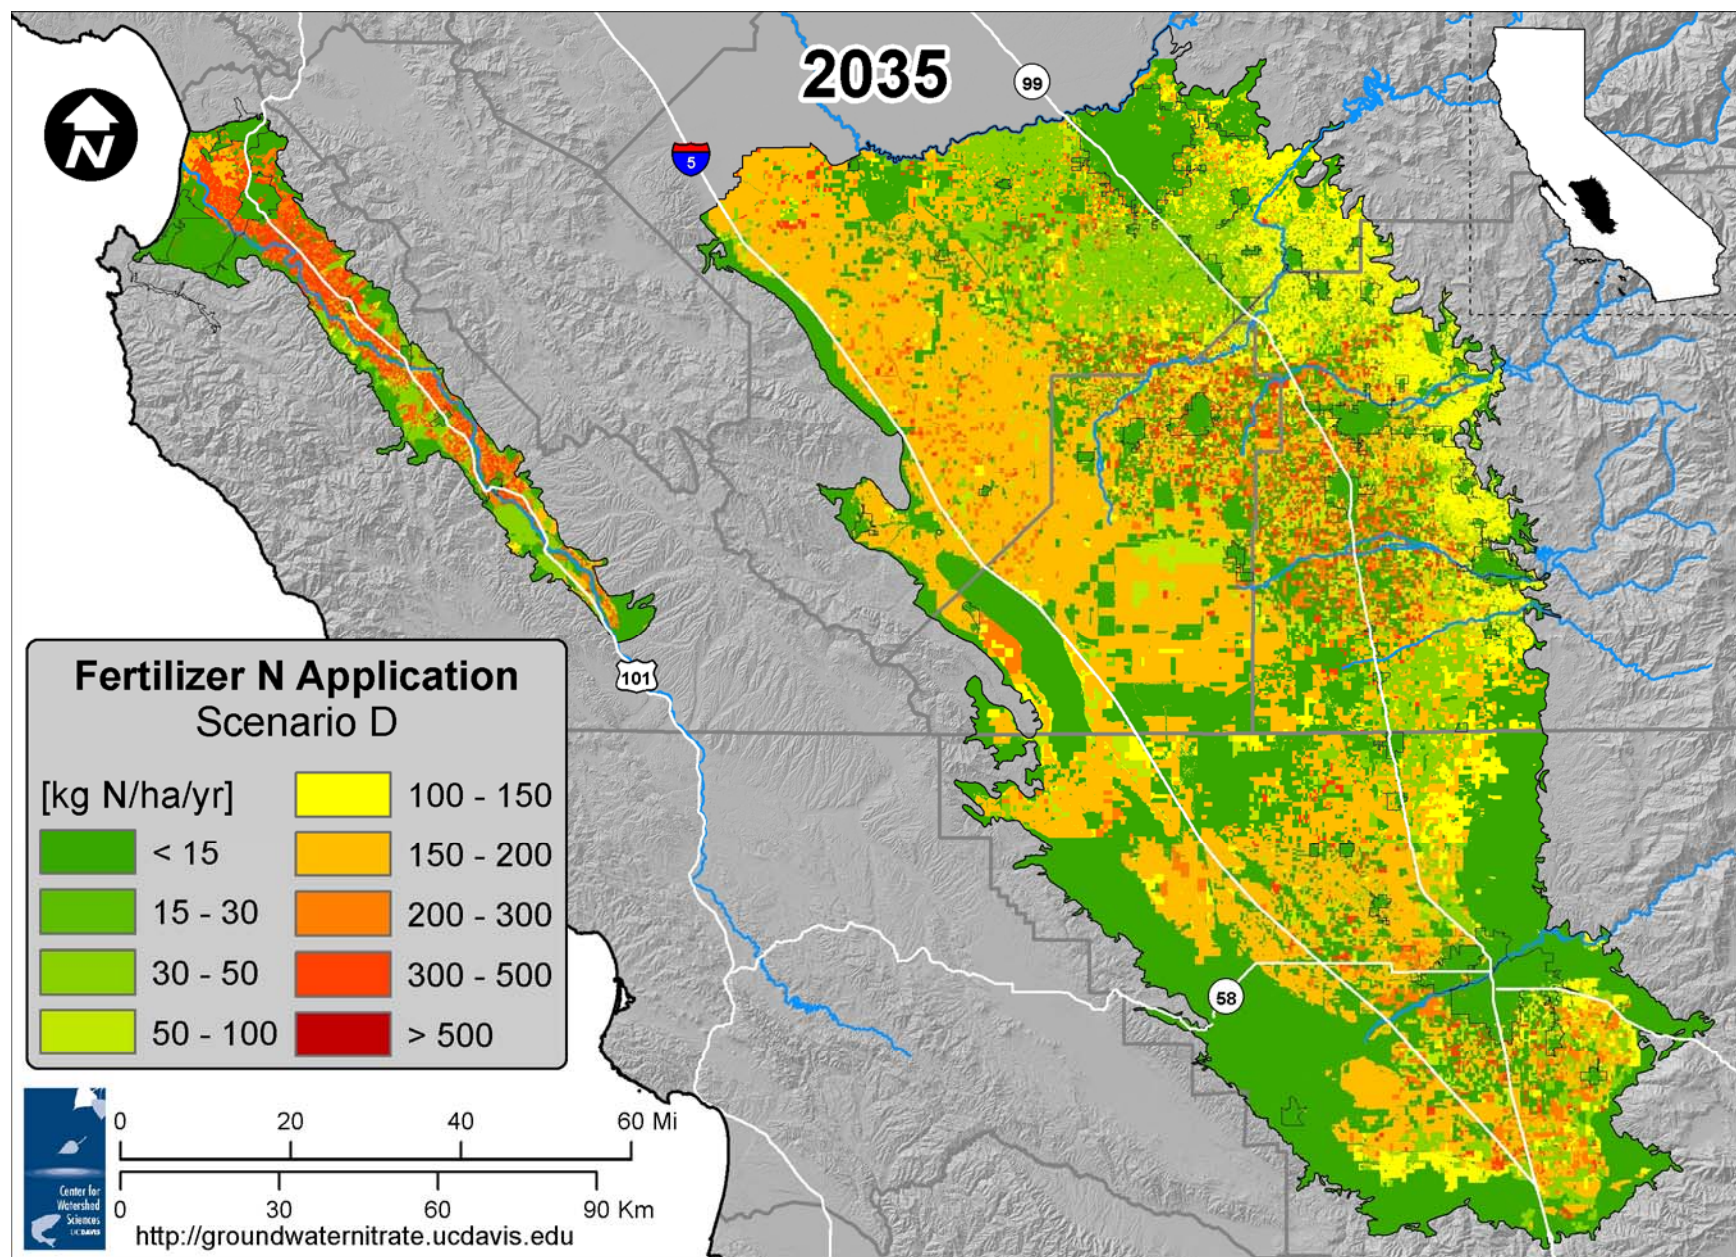 2035
99
5
N
101
58
Fertilizer N Application
Scenario D
[kg N/ha/yr]
< 15
15 - 30
30 - 50
50 - 100
100 - 150
150 - 200
200 - 300
300 - 500
> 500
0 20 40 60 Mi
0 30 60 90 Km
Center for
Watershed
Sciences
UCDAVIS
http://groundwaternitrate.ucdavis.edu